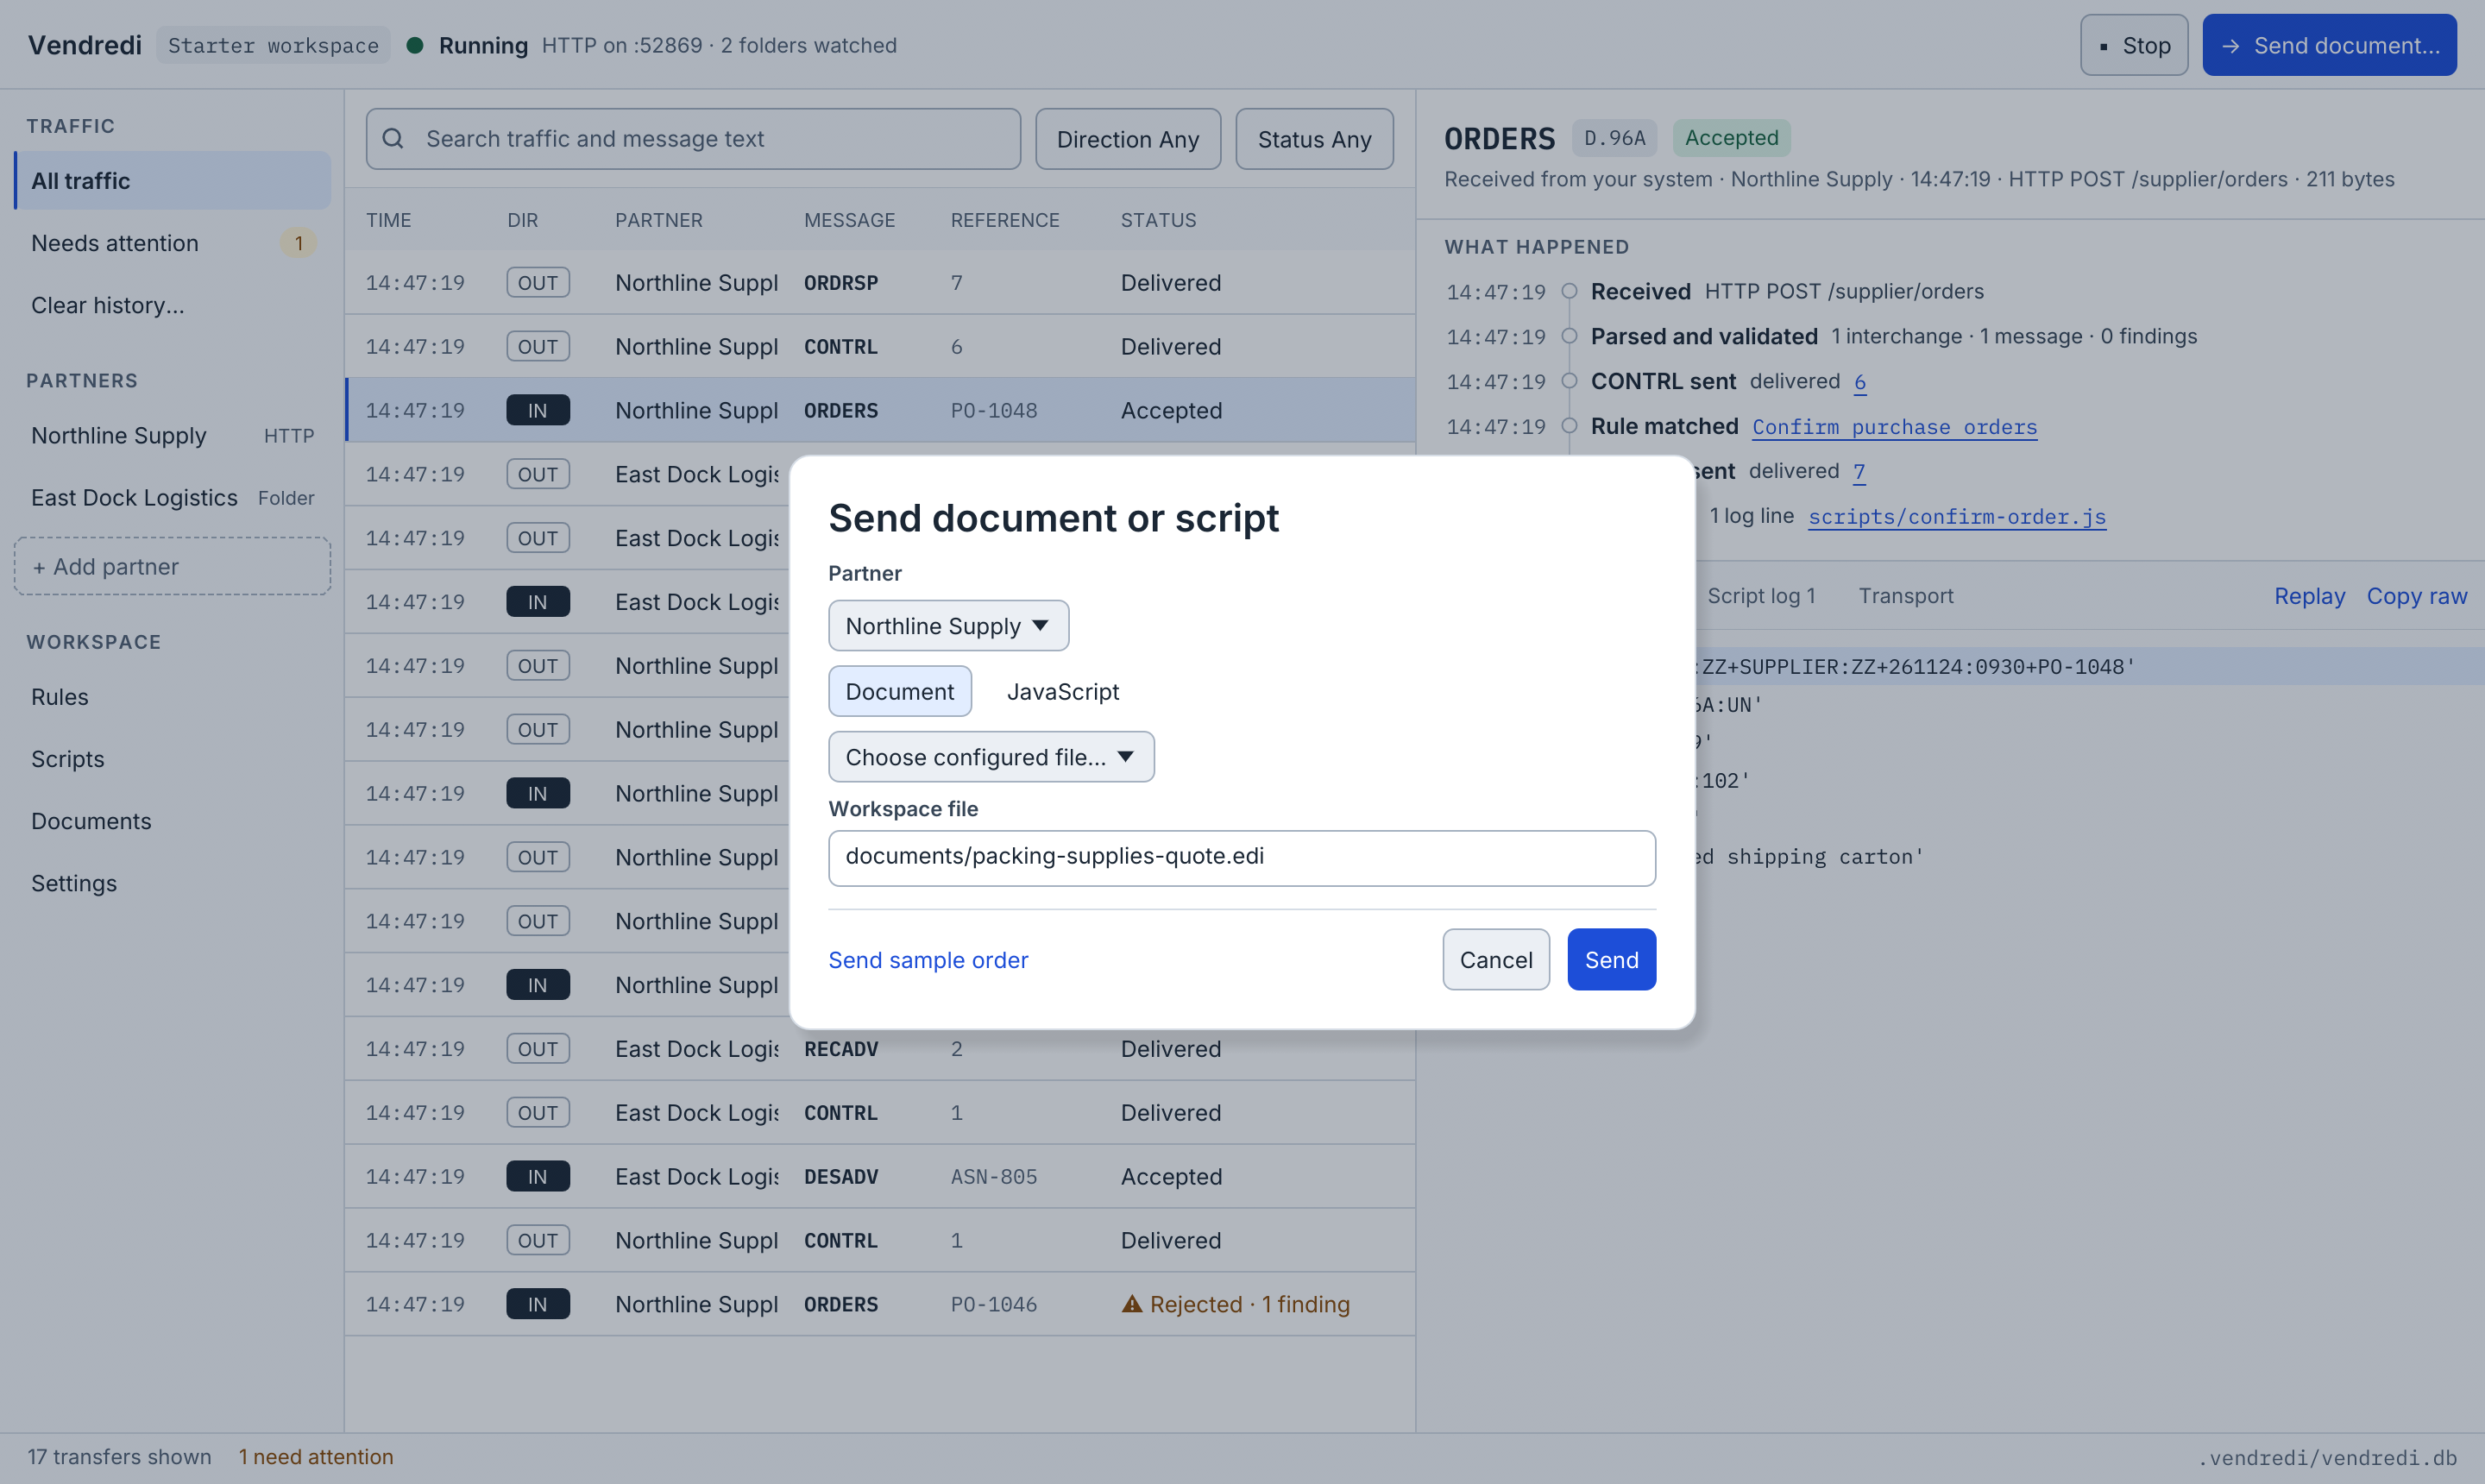 Vendredi Starter workspace Running HTTP on :52869 · 2 folders watched
Stop
→ Send document...
TRAFFIC
All traffic
Needs attention 1
Clear history...
PARTNERS
Northline Supply HTTP
East Dock Logistics Folder
+ Add partner
WORKSPACE
Rules
Scripts
Documents
Settings
Search traffic and message text
Direction Any
Status Any
TIME DIR PARTNER MESSAGE REFERENCE STATUS
14:47:19 OUT Northline Suppl ORDRSP 7 Delivered
14:47:19 OUT Northline Suppl CONTRL 6 Delivered
14:47:19 IN Northline Suppl ORDERS PO-1048 Accepted
14:47:19 OUT East Dock Logis
14:47:19 OUT East Dock Logis
14:47:19 IN East Dock Logis
14:47:19 OUT Northline Suppl
14:47:19 OUT Northline Suppl
14:47:19 IN Northline Suppl
14:47:19 OUT Northline Suppl
14:47:19 OUT Northline Suppl
14:47:19 IN Northline Suppl
14:47:19 OUT East Dock Logis RECADV 2 Delivered
14:47:19 OUT East Dock Logis CONTRL 1 Delivered
14:47:19 IN East Dock Logis DESADV ASN-805 Accepted
14:47:19 OUT Northline Suppl CONTRL 1 Delivered
14:47:19 IN Northline Suppl ORDERS PO-1046 Rejected · 1 finding
ORDERS D.96A Accepted
Received from your system · Northline Supply · 14:47:19 · HTTP POST /supplier/orders · 211 bytes
WHAT HAPPENED
14:47:19 Received HTTP POST /supplier/orders
14:47:19 Parsed and validated 1 interchange · 1 message · 0 findings
14:47:19 CONTRL sent delivered 6
14:47:19 Rule matched Confirm purchase orders
sent delivered 7
1 log line scripts/confirm-order.js
Script log 1 Transport Replay Copy raw
:ZZ+SUPPLIER:ZZ+261124:0930+PO-1048'
6A:UN'
9'
:102'
'
ed shipping carton'
Send document or script
Partner
Northline Supply
Document JavaScript
Choose configured file...
Workspace file
documents/packing-supplies-quote.edi
Send sample order
Cancel
Send
17 transfers shown 1 need attention
.vendredi/vendredi.db